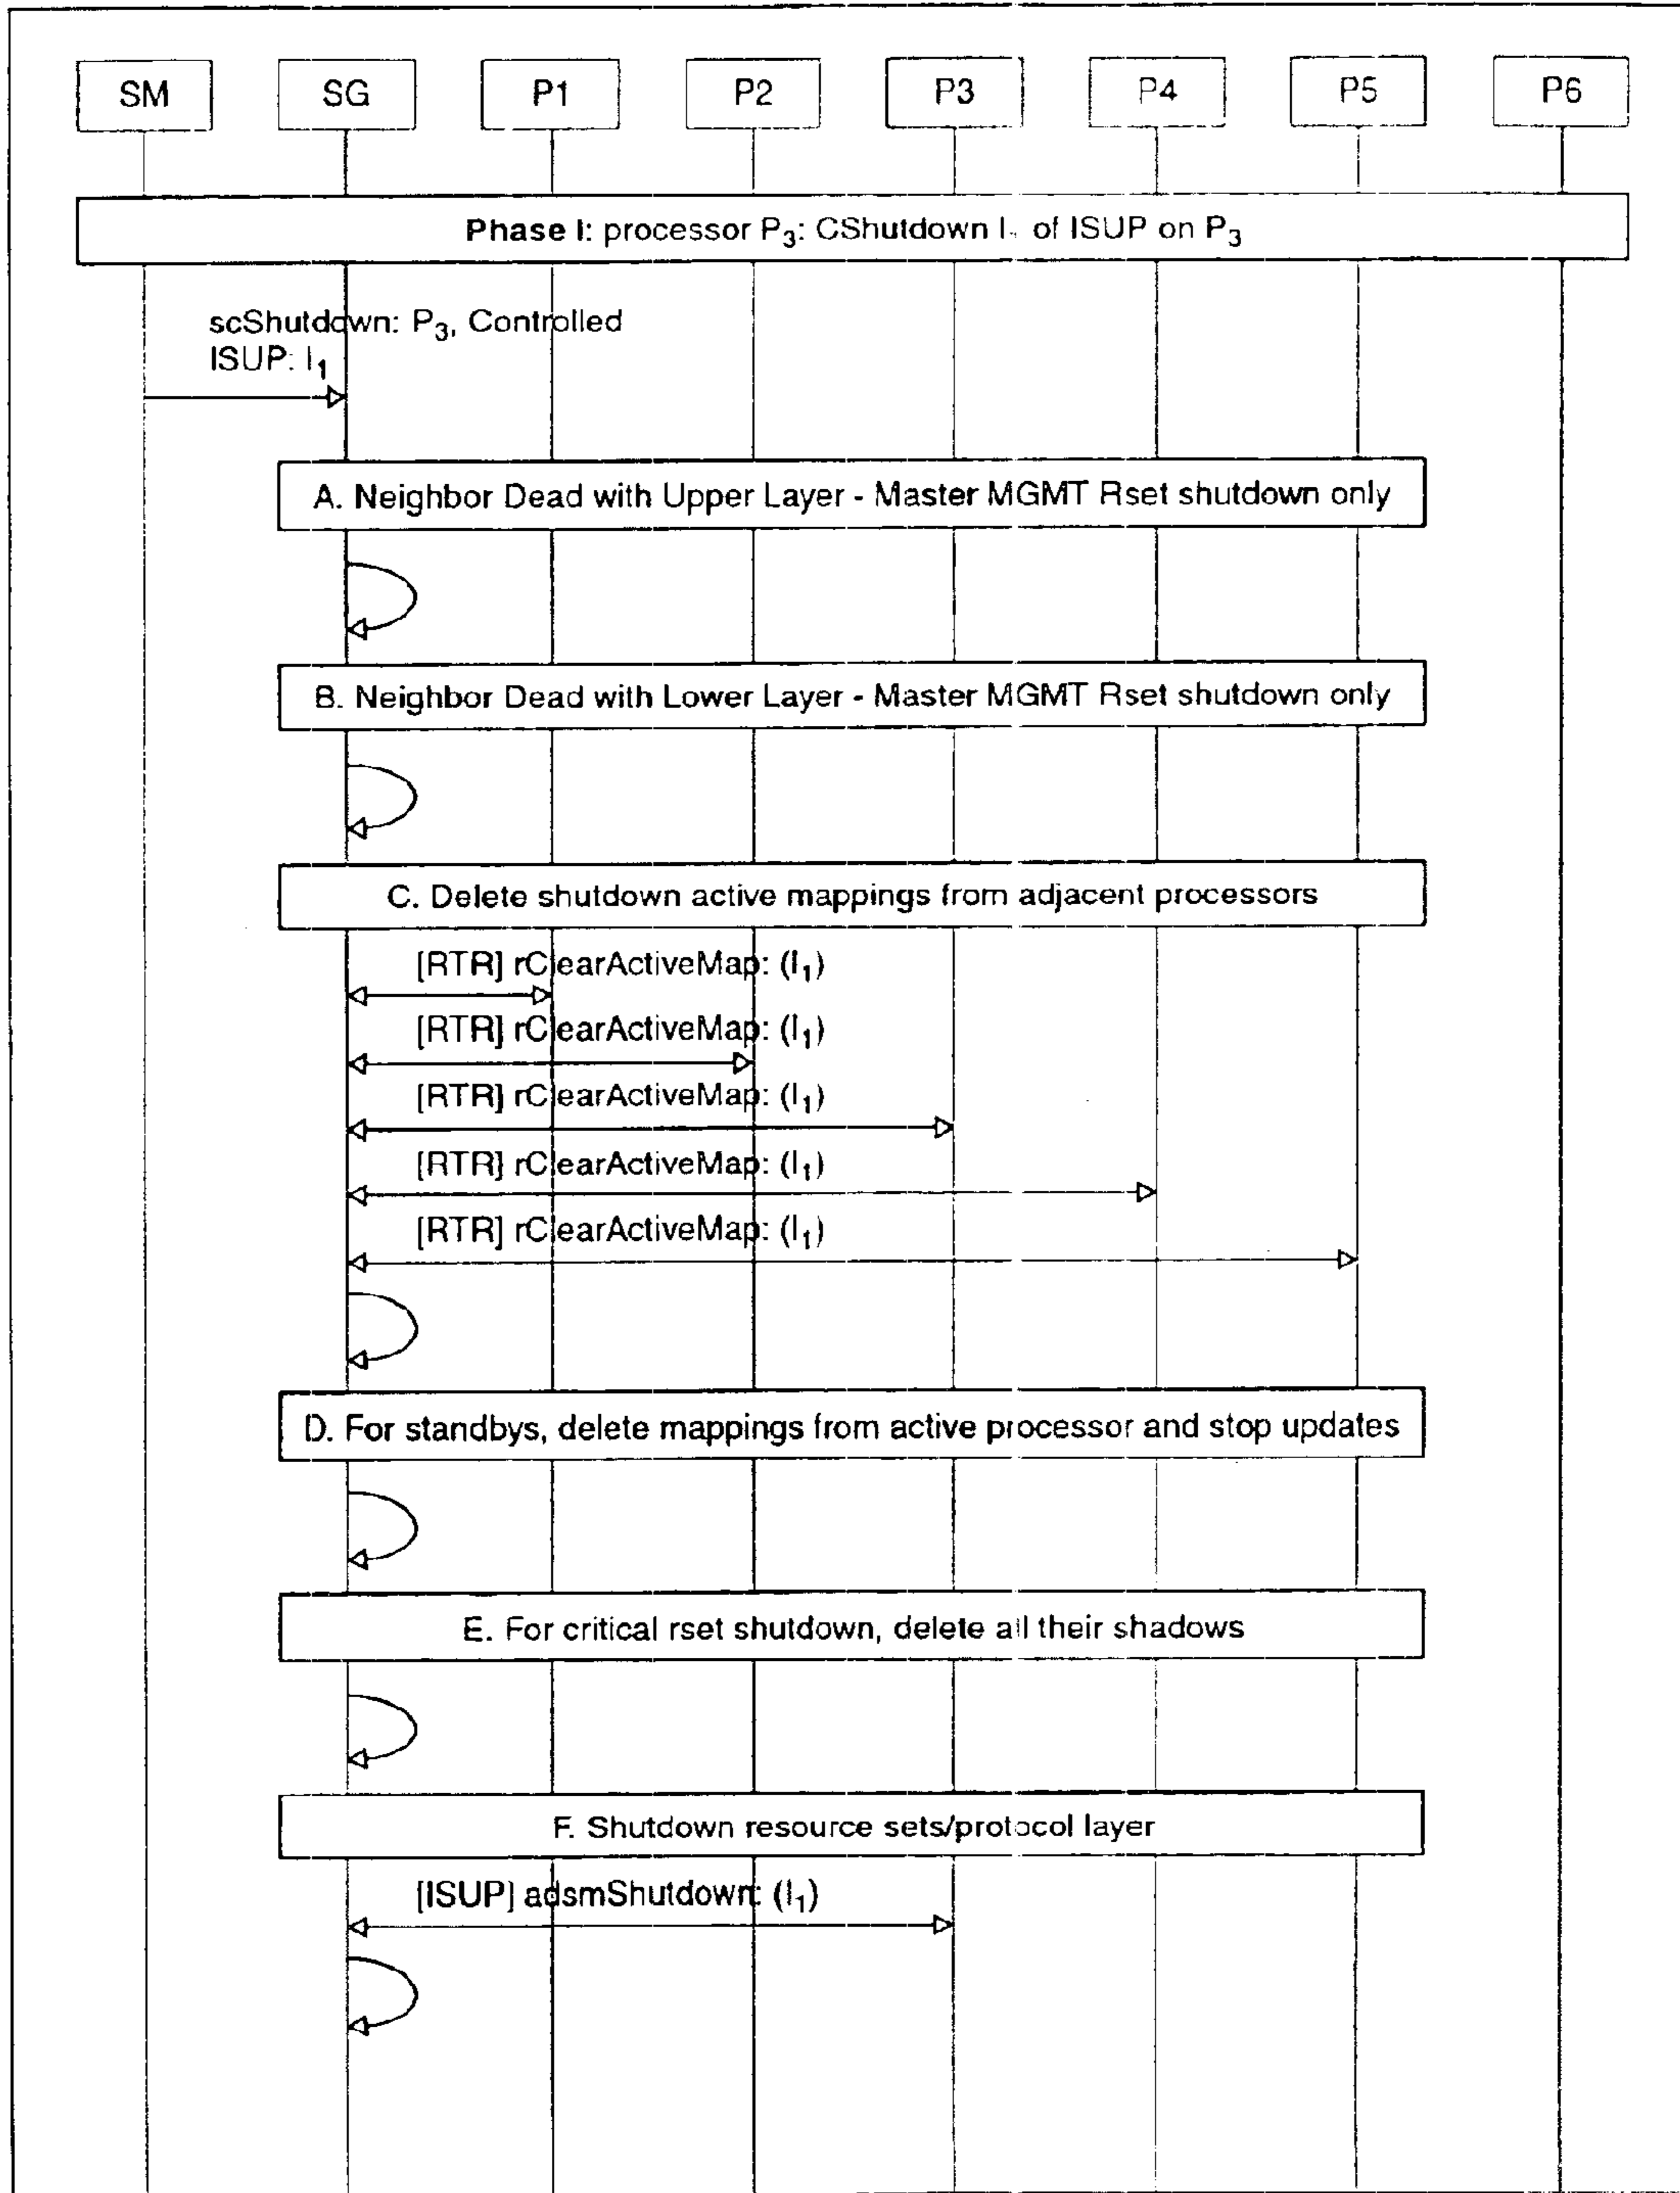 SM SG P1 P2 P3 P4 P5 P6
Phase I: processor P3: CShutdown I1 of ISUP on P3
scShutdown: P3, Controlled
ISUP: I1
A. Neighbor Dead with Upper Layer - Master MGMT Rset shutdown only
B. Neighbor Dead with Lower Layer - Master MGMT Rset shutdown only
C. Delete shutdown active mappings from adjacent processors
[RTR] rClearActiveMap: (I1)
[RTR] rClearActiveMap: (I1)
[RTR] rClearActiveMap: (I1)
[RTR] rClearActiveMap: (I1)
[RTR] rClearActiveMap: (I1)
D. For standbys, delete mappings from active processor and stop updates
E. For critical rset shutdown, delete all their shadows
F. Shutdown resource sets/protocol layer
[ISUP] adsmShutdown: (I1)